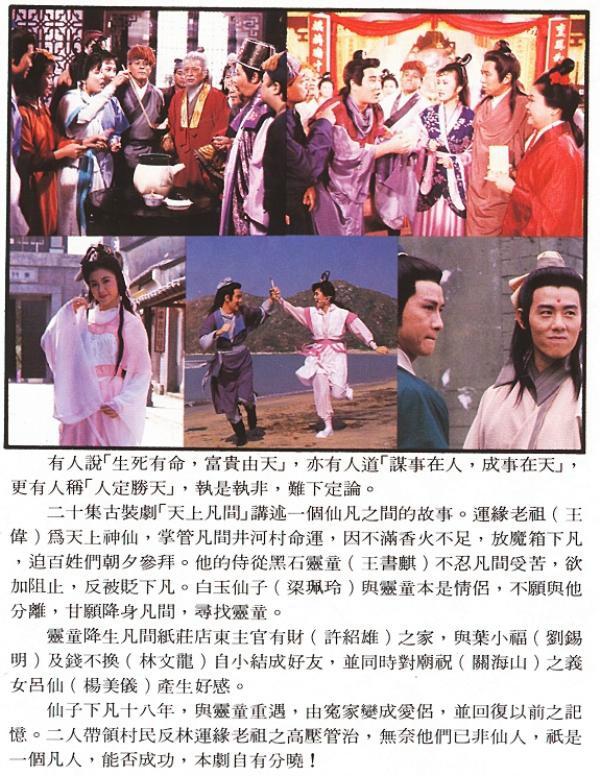 有人說「生死有命，富貴由天」，亦有人道「謀事在人，成事在天」，
更有人稱「人定勝天」，孰是孰非，難下定論。
二十集古裝劇「天上凡間」講述一個仙凡之間的故事。運緣老祖（王
偉）爲天上神仙，掌管凡間井河村命運，因不滿香火不足，放魔箱下凡
，迫百姓們朝夕參拜。他的侍從黑石靈童（王書麒）不忍凡間受苦，欲
加阻止，反被貶下凡。白玉仙子（梁珮玲）與靈童本是情侶，不願與他
分離，甘願降身凡間，尋找靈童。
靈童降生凡間紙莊店東主官有財（許紹雄）之家，與葉小福（劉錫
明）及錢不換（林文龍）自小結成好友，並同時對廟祝（關海山）之義
女呂仙（楊美儀）產生好感。
仙子下凡十八年，與靈童重遇，由寃家變成愛侶，並回復以前之記
憶。二人帶領村民反抗運緣老祖之高壓管治，無奈他們已非仙人，祇是
一個凡人，能否成功，本劇自有分曉！